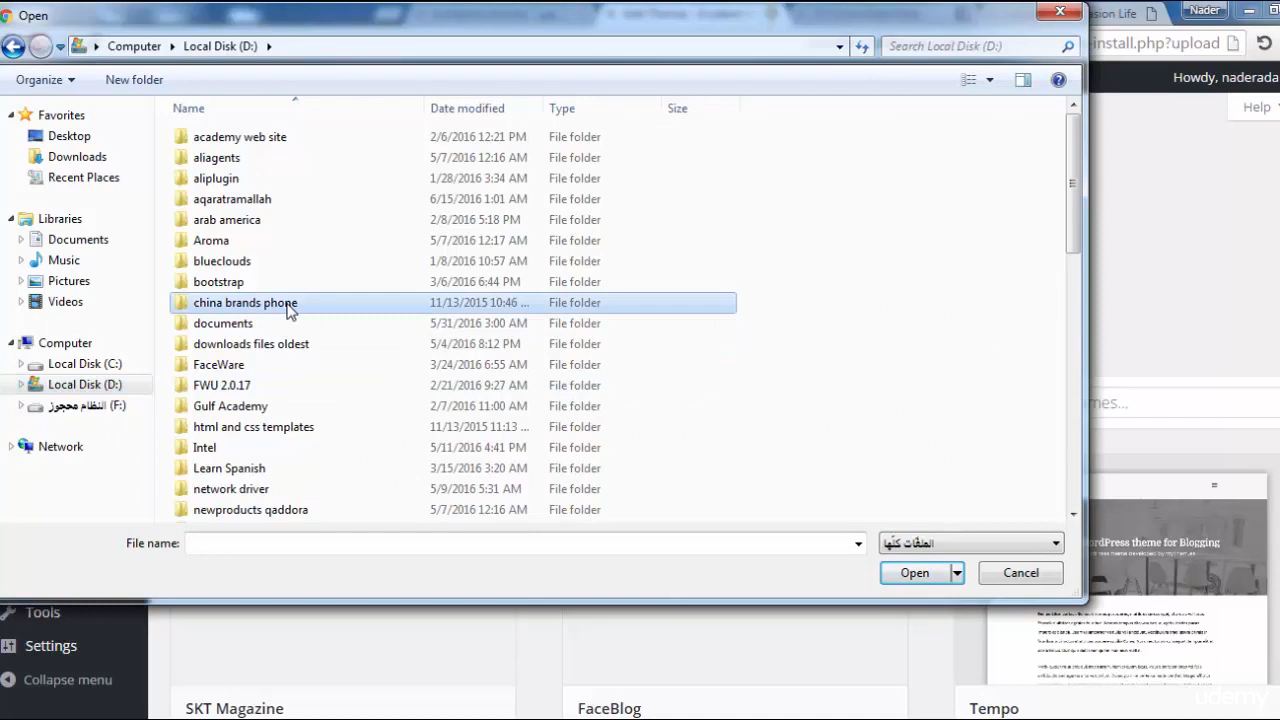 Open
asion Life
Nader
Computer
Local Disk (D:)
Search Local Disk (D:)
-install.php?upload
Organize
New folder
Howdy, naderada
Help
Name
Date modified
Type
Size
Favorites
Desktop
Downloads
Recent Places
Libraries
Documents
Music
Pictures
Videos
Computer
Local Disk (C:)
Local Disk (D:)
النظام محجوز (F:)
Network
academy web site 2/6/2016 12:21 PM File folder
aliagents 5/7/2016 12:16 AM File folder
aliplugin 1/28/2016 3:34 AM File folder
aqaratramallah 6/15/2016 1:01 AM File folder
arab america 2/8/2016 5:18 PM File folder
Aroma 5/7/2016 12:17 AM File folder
blueclouds 1/8/2016 10:57 AM File folder
bootstrap 3/6/2016 6:44 PM File folder
china brands phone 11/13/2015 10:46 ... File folder
documents 5/31/2016 3:00 AM File folder
downloads files oldest 5/4/2016 8:12 PM File folder
FaceWare 3/24/2016 6:55 AM File folder
FWU 2.0.17 2/21/2016 9:27 AM File folder
Gulf Academy 2/7/2016 11:00 AM File folder
html and css templates 11/13/2015 11:13 ... File folder
Intel 5/11/2016 4:41 PM File folder
Learn Spanish 3/15/2016 3:20 AM File folder
network driver 5/9/2016 5:31 AM File folder
newproducts qaddora 5/7/2016 12:16 AM File folder
emes...
File name:
الملفات كلها
Open
Cancel
rdPress theme for Blogging
Tools
Settings
Collapse menu
SKT Magazine
FaceBlog
Tempo
udemy